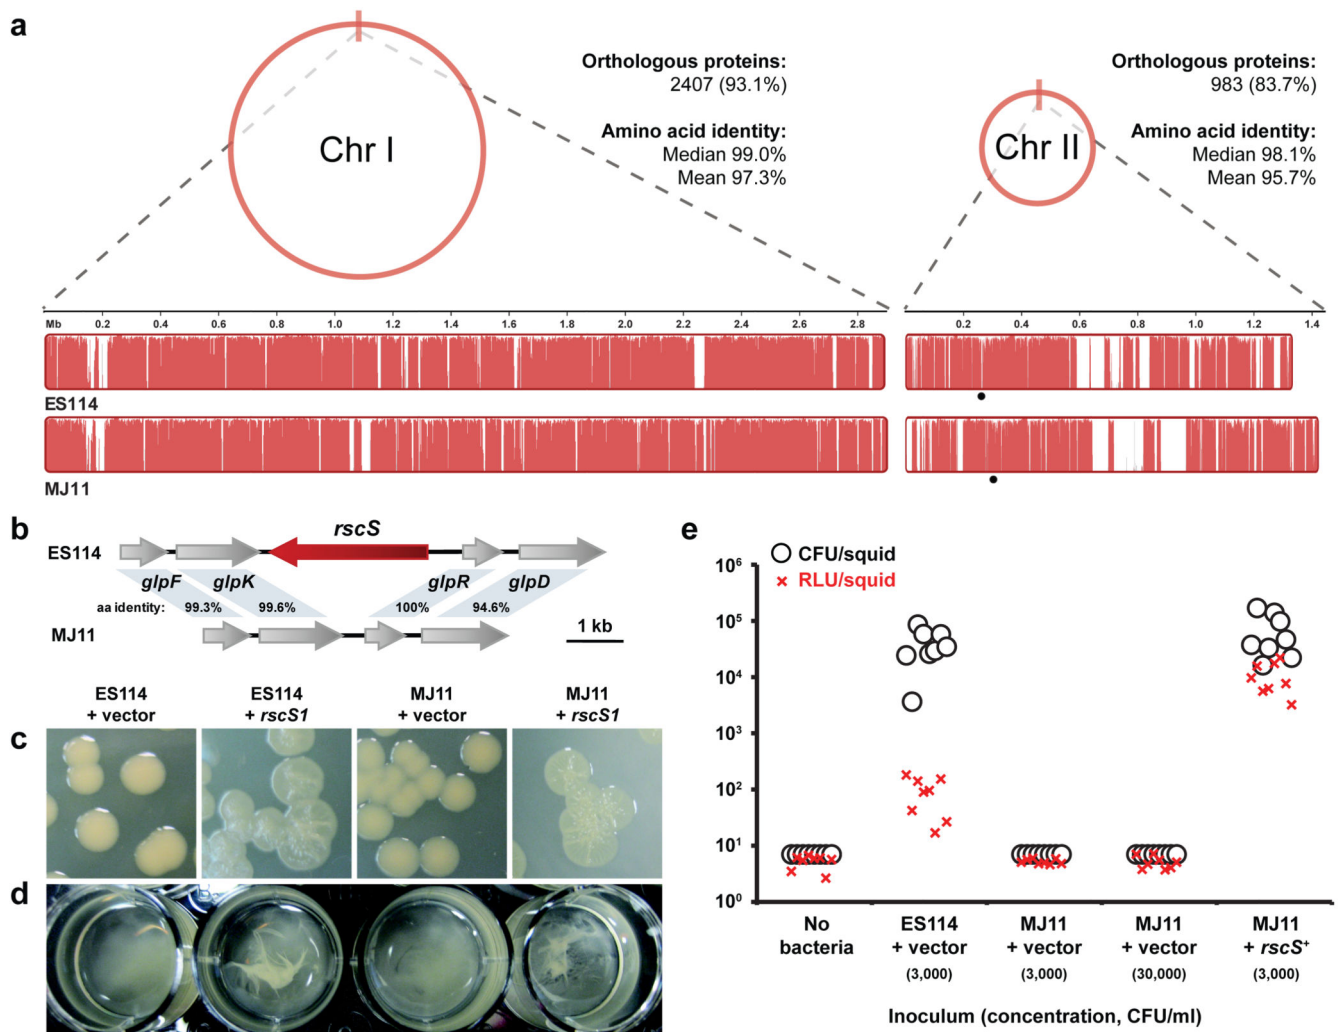 a
Chr I
Orthologous proteins:
2407 (93.1%)
Amino acid identity:
Median 99.0%
Mean 97.3%
Chr II
Orthologous proteins:
983 (83.7%)
Amino acid identity:
Median 98.1%
Mean 95.7%
Mb 0.2 0.4 0.6 0.8 1.0 1.2 1.4 1.6 1.8 2.0 2.2 2.4 2.6 2.8
0.2 0.4 0.6 0.8 1.0 1.2 1.4
ES114
MJ11
b
rscS
ES114
glpF glpK glpR glpD
aa identity: 99.3% 99.6% 100% 94.6%
MJ11
1 kb
ES114
+ vector
ES114
+ rscS1
MJ11
+ vector
MJ11
+ rscS1
c
d
e
CFU/squid
RLU/squid
10⁶
10⁵
10⁴
10³
10²
10¹
10⁰
No
bacteria
ES114
+ vector
(3,000)
MJ11
+ vector
(3,000)
MJ11
+ vector
(30,000)
MJ11
+ rscS⁺
(3,000)
Inoculum (concentration, CFU/ml)